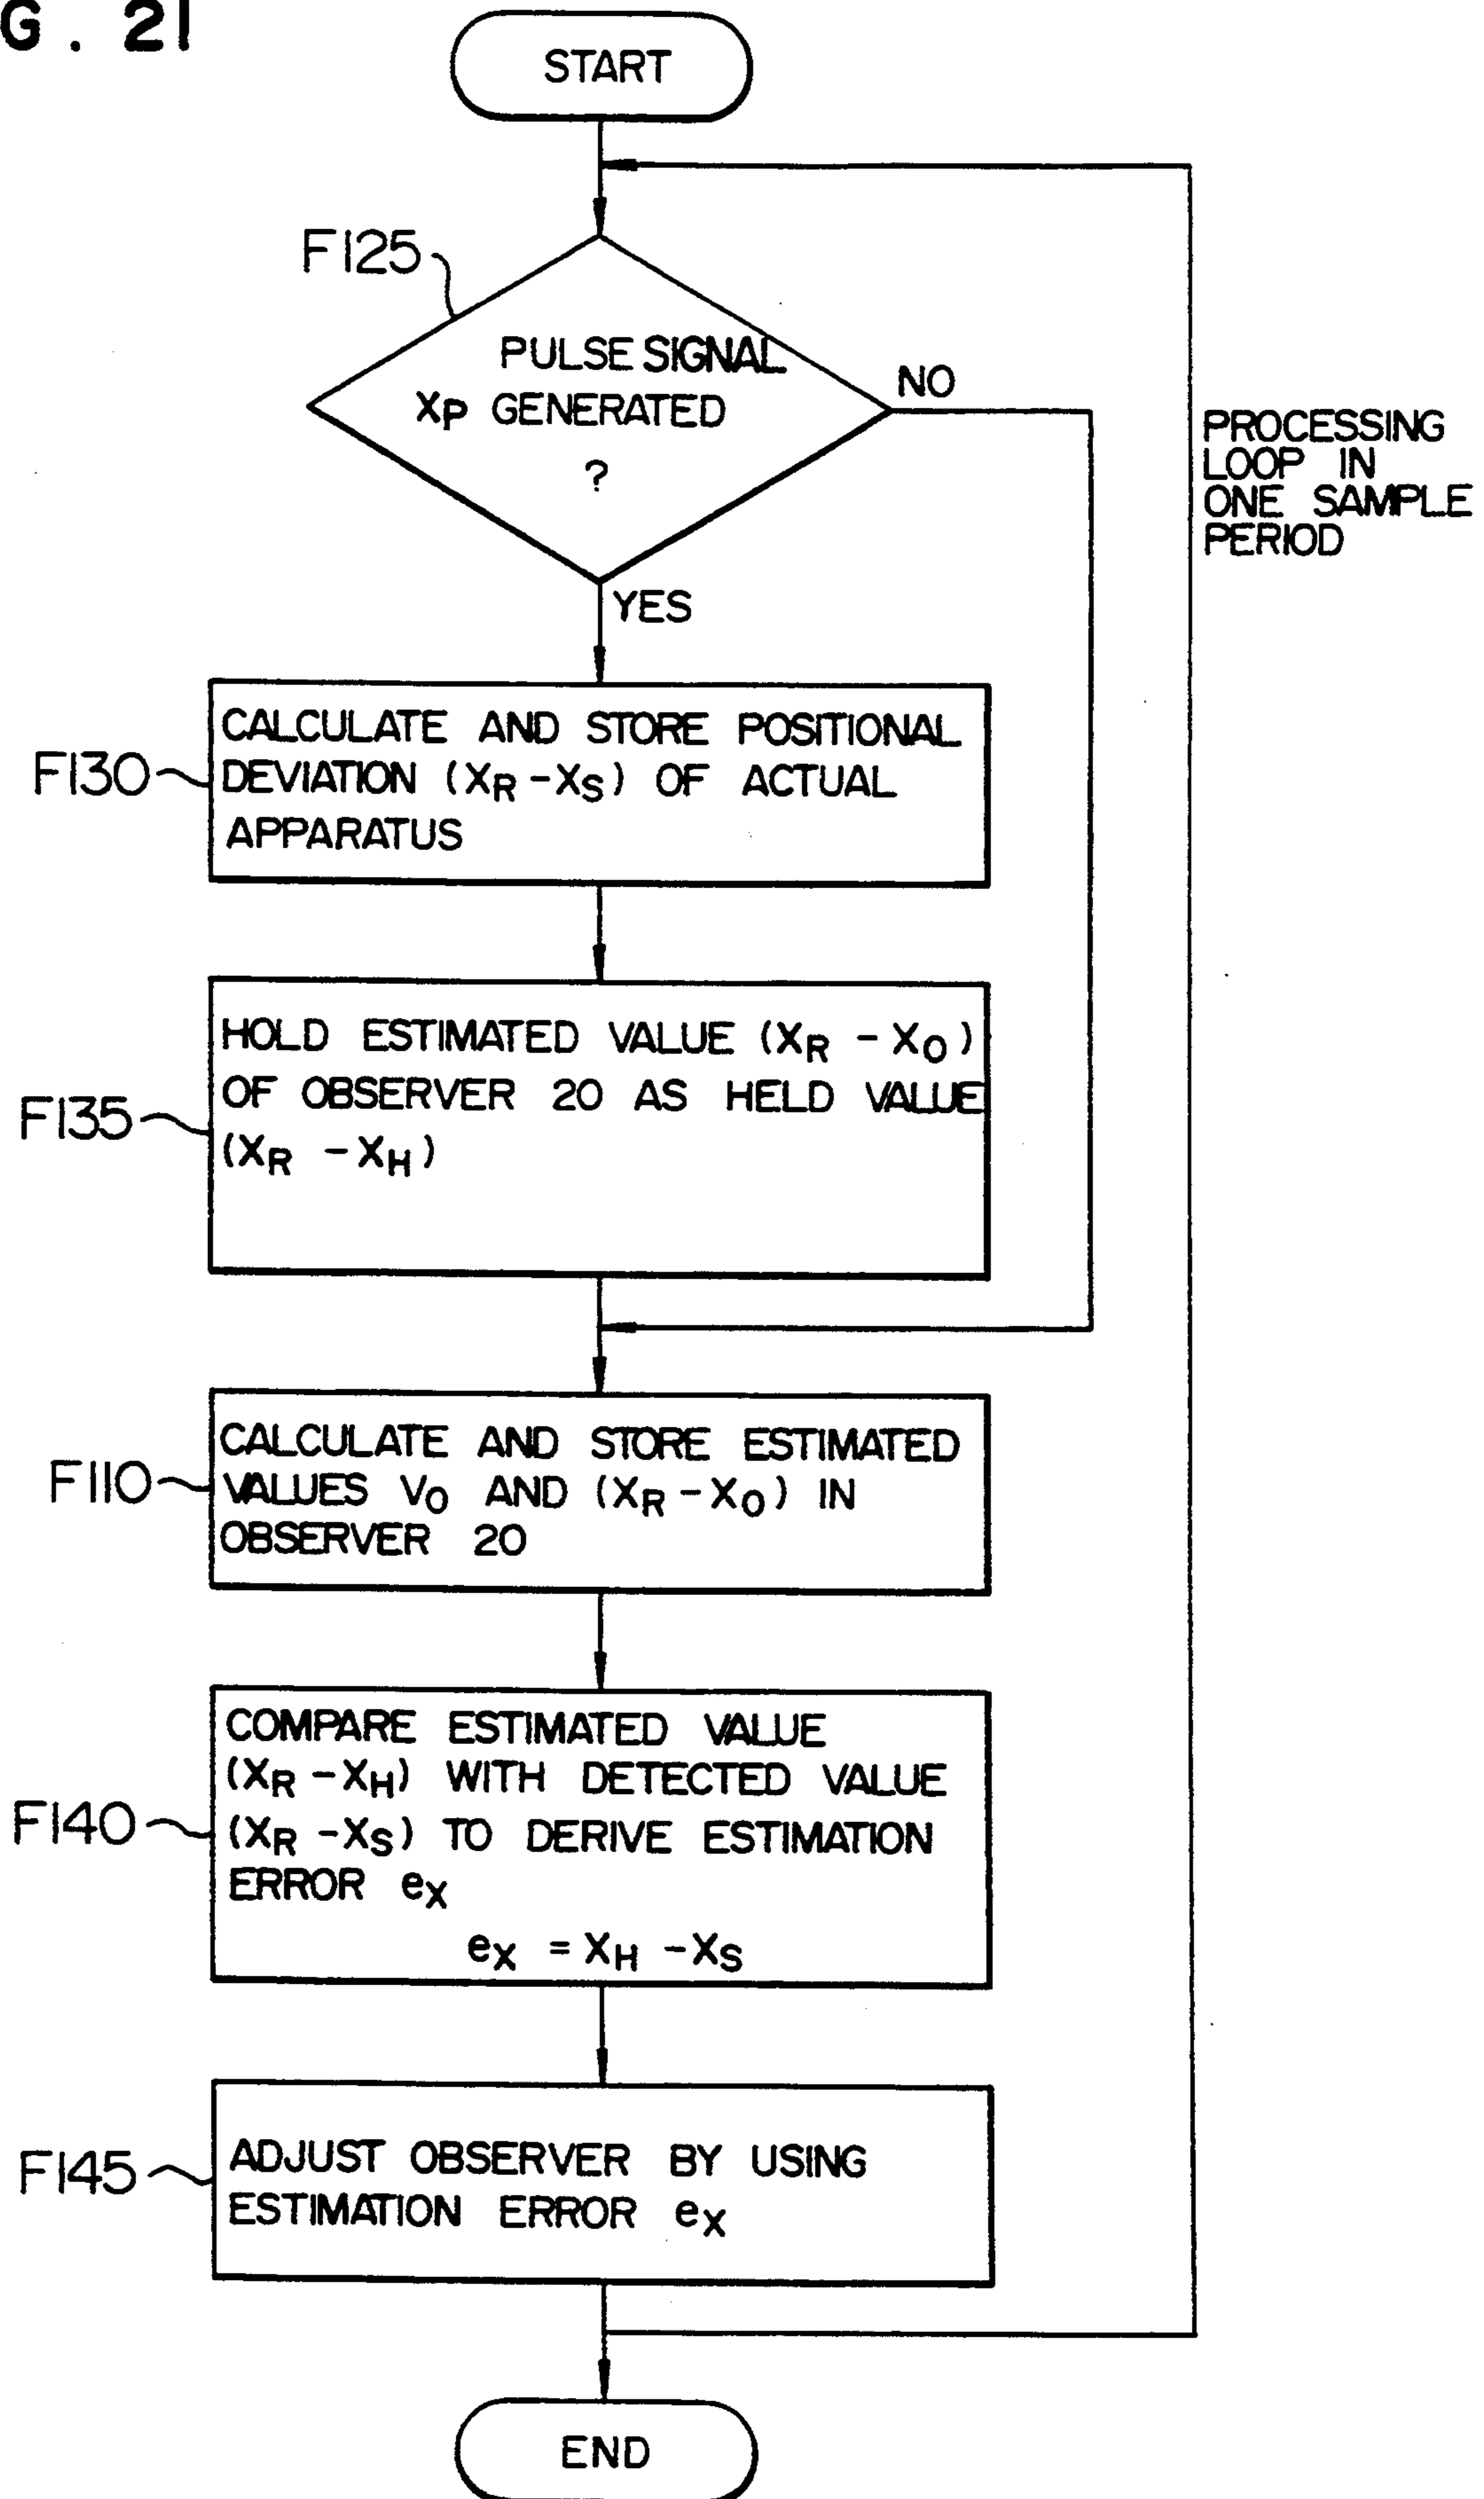 G. 21
START
F125
PULSE SIGNAL
XP GENERATED
?
NO
YES
PROCESSING
LOOP IN
ONE SAMPLE
PERIOD
F130
CALCULATE AND STORE POSITIONAL
DEVIATION (XR-XS) OF ACTUAL
APPARATUS
F135
HOLD ESTIMATED VALUE (XR - XO)
OF OBSERVER 20 AS HELD VALUE
(XR - XH)
F110
CALCULATE AND STORE ESTIMATED
VALUES VO AND (XR-XO) IN
OBSERVER 20
F140
COMPARE ESTIMATED VALUE
(XR-XH) WITH DETECTED VALUE
(XR-XS) TO DERIVE ESTIMATION
ERROR eX
eX = XH - XS
F145
ADJUST OBSERVER BY USING
ESTIMATION ERROR eX
END